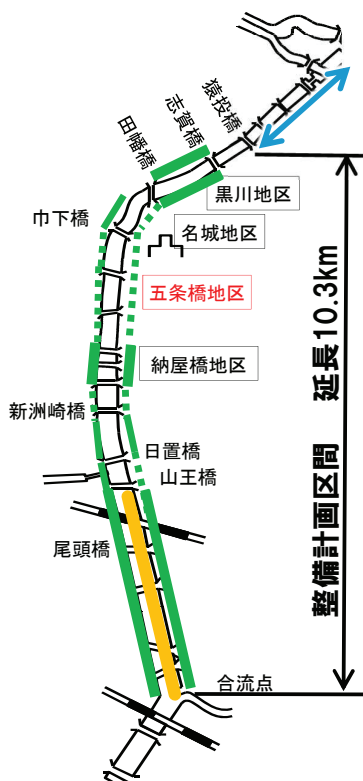 猿投橋
志賀橋
田幡橋
黒川地区
巾下橋
名城地区
五条橋地区
納屋橋地区
新洲崎橋
日置橋
山王橋
尾頭橋
合流点
整備計画区間　延長10.3km